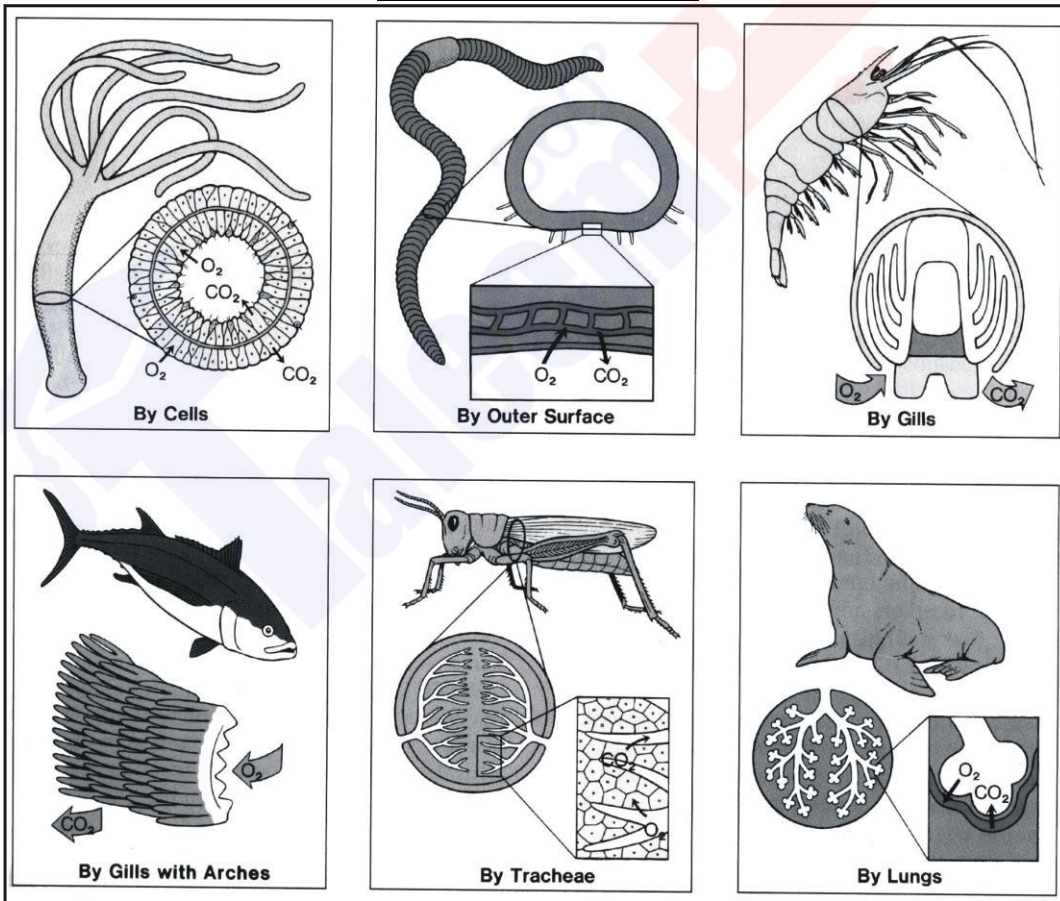 O₂
CO₂
O₂
CO₂
By Cells
O₂
CO₂
By Outer Surface
O₂
CO₂
By Gills
O₂
CO₂
By Gills with Arches
CO₂
O₂
By Tracheae
O₂
CO₂
By Lungs